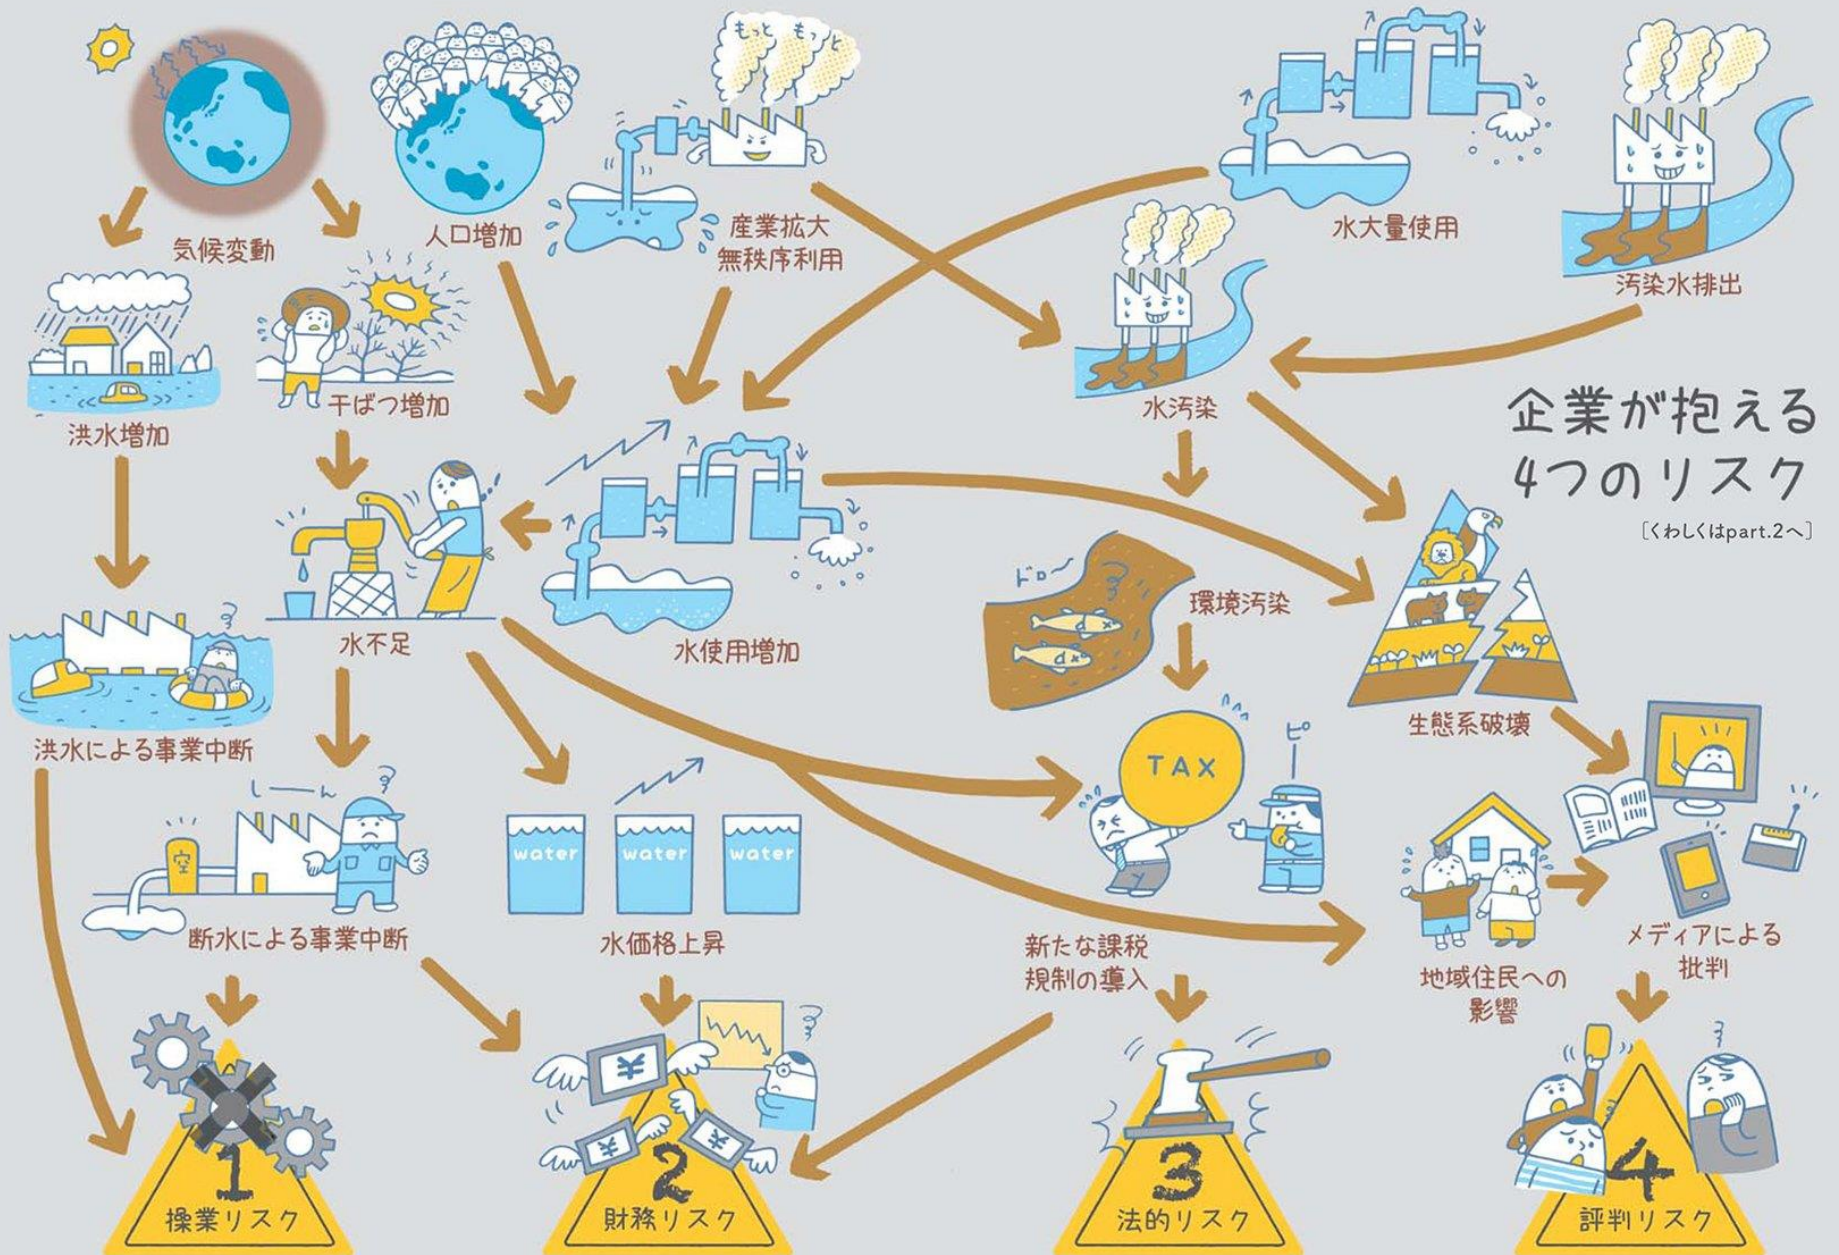 もっと もっと
気候変動
人口増加
産業拡大
無秩序利用
水大量使用
汚染水排出
洪水増加
干ばつ増加
水汚染
企業が抱える
4つのリスク
[くわしくはpart.2へ]
水不足
水使用増加
ドロ〜
環境汚染
生態系破壊
洪水による事業中断
しーーん
空
TAX
ピ
water
water
water
断水による事業中断
水価格上昇
新たな課税
規制の導入
地域住民への
影響
メディアによる
批判
1
操業リスク
2
財務リスク
3
法的リスク
4
評判リスク